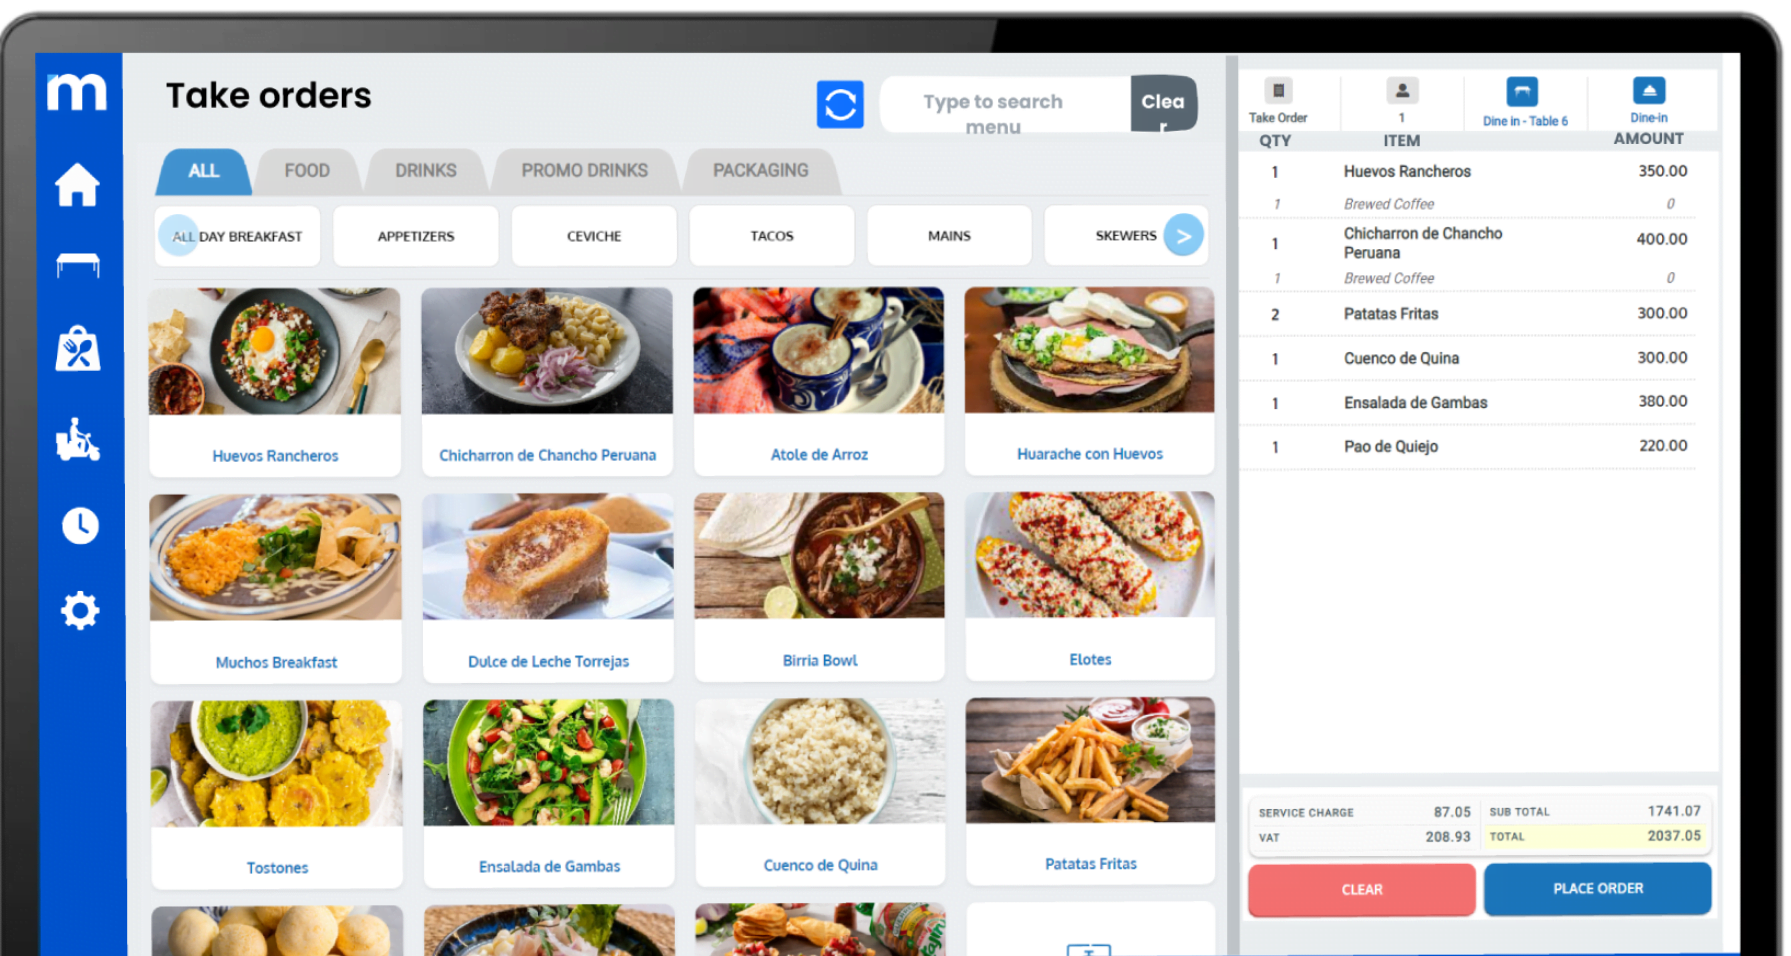 m
Take orders
Type to search
menu
Clea
r
ALL
FOOD
DRINKS
PROMO DRINKS
PACKAGING
ALL DAY BREAKFAST
APPETIZERS
CEVICHE
TACOS
MAINS
SKEWERS
>
Huevos Rancheros
Chicharron de Chancho Peruana
Atole de Arroz
Huarache con Huevos
Muchos Breakfast
Dulce de Leche Torrejas
Birria Bowl
Elotes
Tostones
Ensalada de Gambas
Cuenco de Quina
Patatas Fritas
Tajín
Take Order
1
Dine in - Table 6
Dine-in
QTY ITEM AMOUNT
1 Huevos Rancheros 350.00
1 Brewed Coffee 0
1 Chicharron de Chancho
Peruana 400.00
1 Brewed Coffee 0
2 Patatas Fritas 300.00
1 Cuenco de Quina 300.00
1 Ensalada de Gambas 380.00
1 Pao de Quiejo 220.00
SERVICE CHARGE 87.05 SUB TOTAL 1741.07
VAT 208.93 TOTAL 2037.05
CLEAR
PLACE ORDER